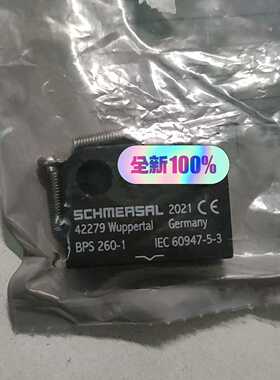 全新100%
SCHMERSAL 2021 CE
42279 Wuppertal Germany
BPS 260-1 IEC 60947-5-3